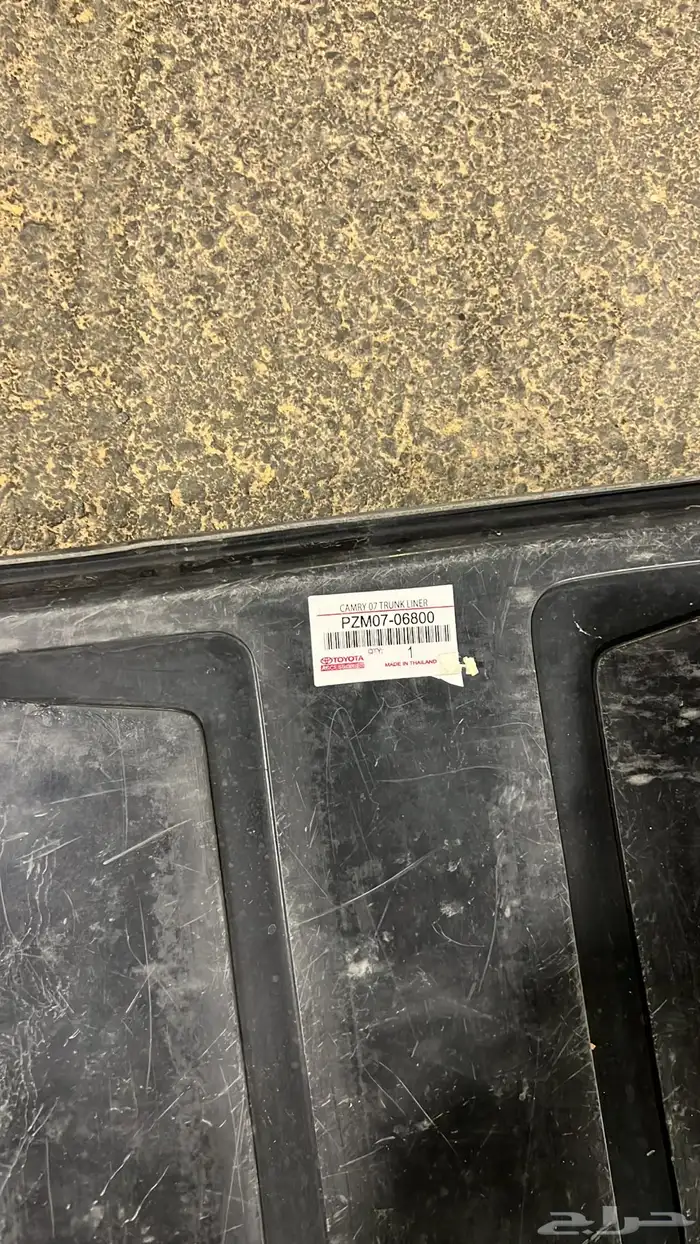 CAMRY 07 TRUNK LINER
PZM07-06800
QTY: 1
TOYOTA
MADE IN THAILAND
حراج